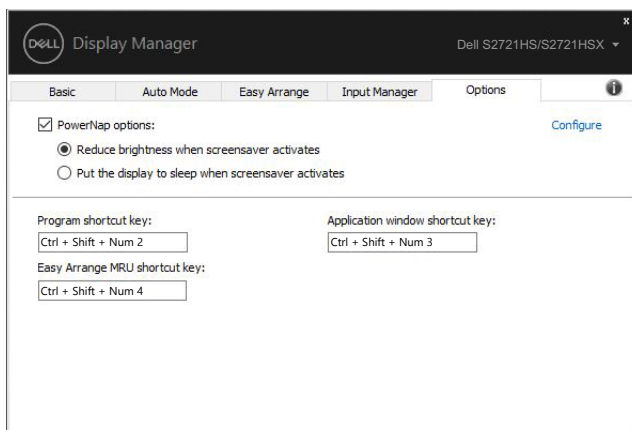 DELL Display Manager Dell S2721HS/S2721HSX
Basic Auto Mode Easy Arrange Input Manager Options
PowerNap options: Configure
Reduce brightness when screensaver activates
Put the display to sleep when screensaver activates
Program shortcut key: Application window shortcut key:
Ctrl + Shift + Num 2 Ctrl + Shift + Num 3
Easy Arrange MRU shortcut key:
Ctrl + Shift + Num 4